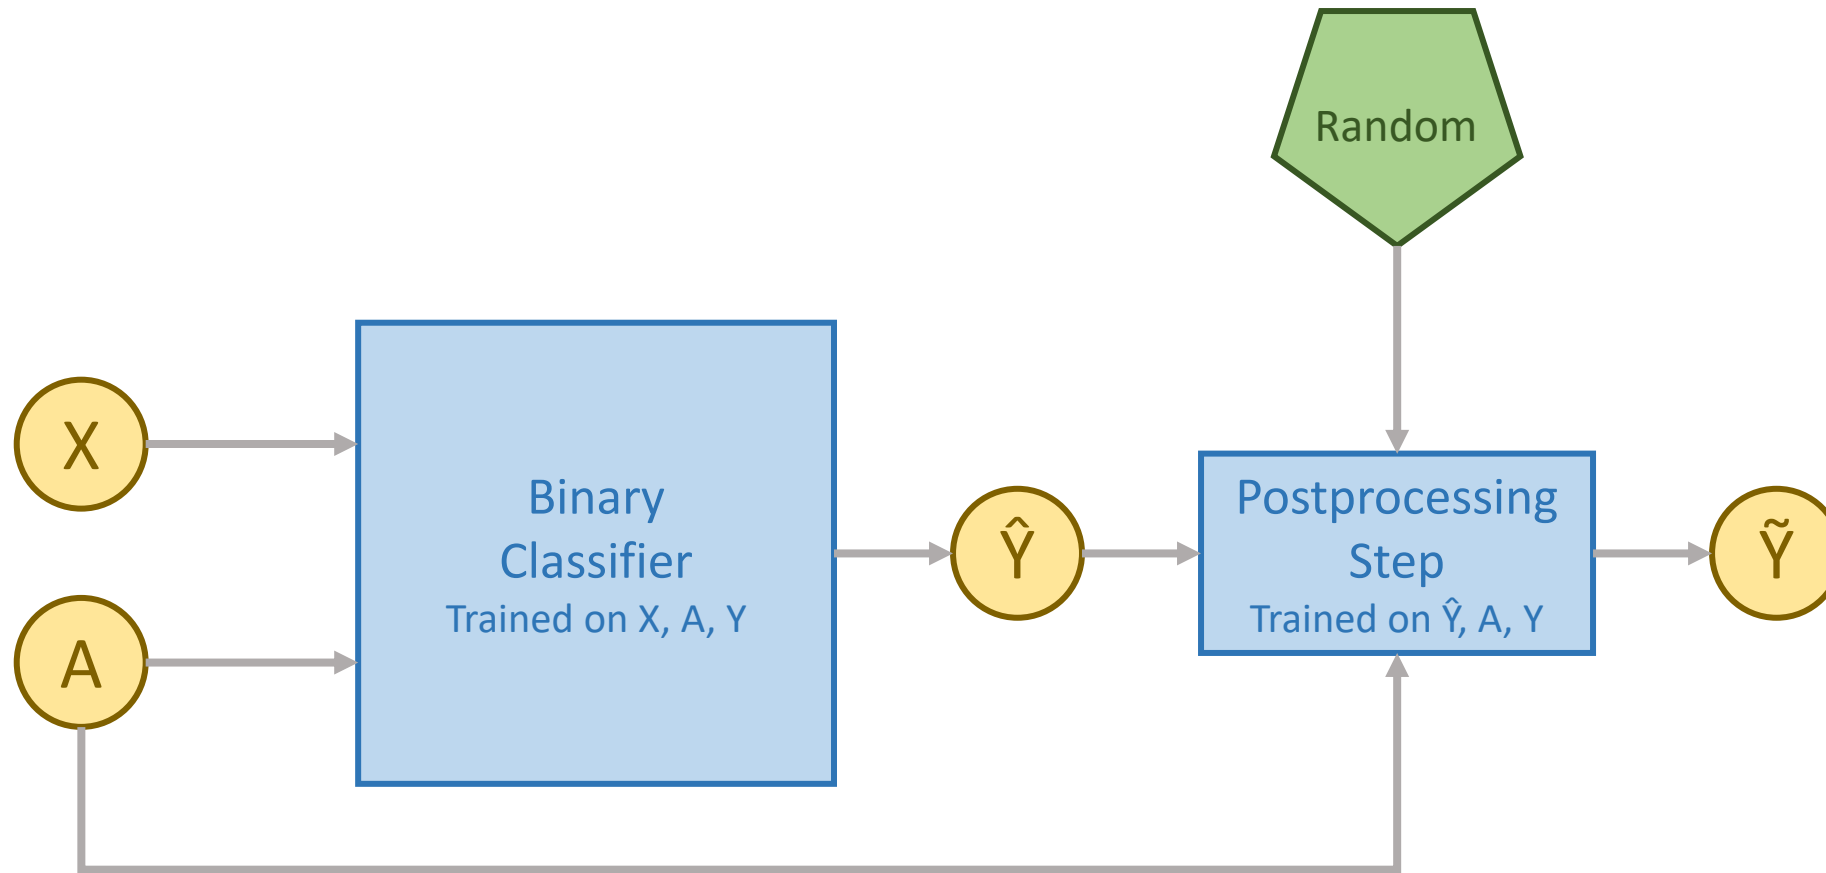 Random
X
Binary
Classifier
Trained on X, A, Y
Ŷ
Postprocessing
Step
Trained on Ŷ, A, Y
Ỹ
A